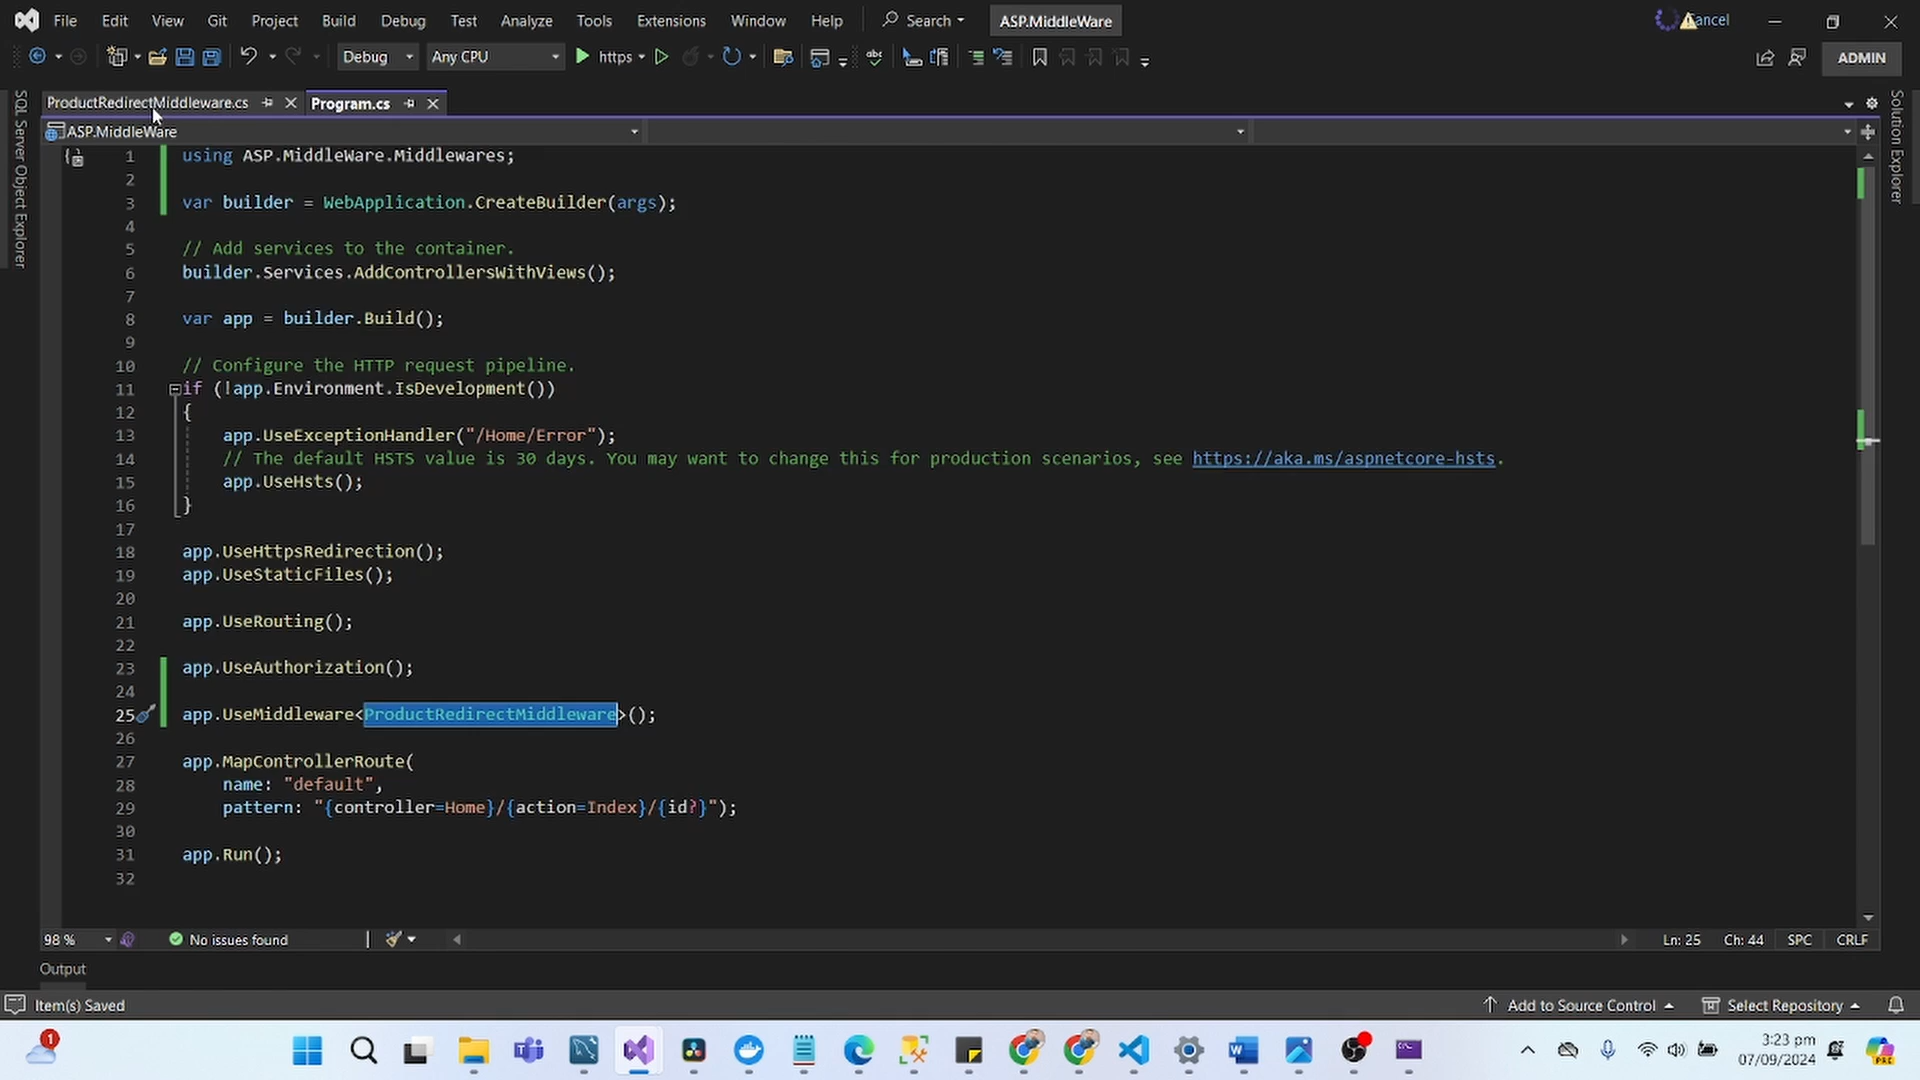 File Edit View Git Project Build Debug Test Analyze Tools Extensions Window Help Search ASP.MiddleWare Cancel
Debug Any CPU https ADMIN
ProductRedirectMiddleware.cs Program.cs
ASP.MiddleWare
SQL Server Object Explorer
Solution Explorer
1 using ASP.MiddleWare.Middlewares;
2
3 var builder = WebApplication.CreateBuilder(args);
4
5 // Add services to the container.
6 builder.Services.AddControllersWithViews();
7
8 var app = builder.Build();
9
10 // Configure the HTTP request pipeline.
11 if (!app.Environment.IsDevelopment())
12 {
13 app.UseExceptionHandler("/Home/Error");
14 // The default HSTS value is 30 days. You may want to change this for production scenarios, see https://aka.ms/aspnetcore-hsts.
15 app.UseHsts();
16 }
17
18 app.UseHttpsRedirection();
19 app.UseStaticFiles();
20
21 app.UseRouting();
22
23 app.UseAuthorization();
24
25 app.UseMiddleware<ProductRedirectMiddleware>();
26
27 app.MapControllerRoute(
28 name: "default",
29 pattern: "{controller=Home}/{action=Index}/{id?}");
30
31 app.Run();
32
98 % No issues found Ln: 25 Ch: 44 SPC CRLF
Output
Item(s) Saved Add to Source Control Select Repository
1 3:23 pm
07/09/2024